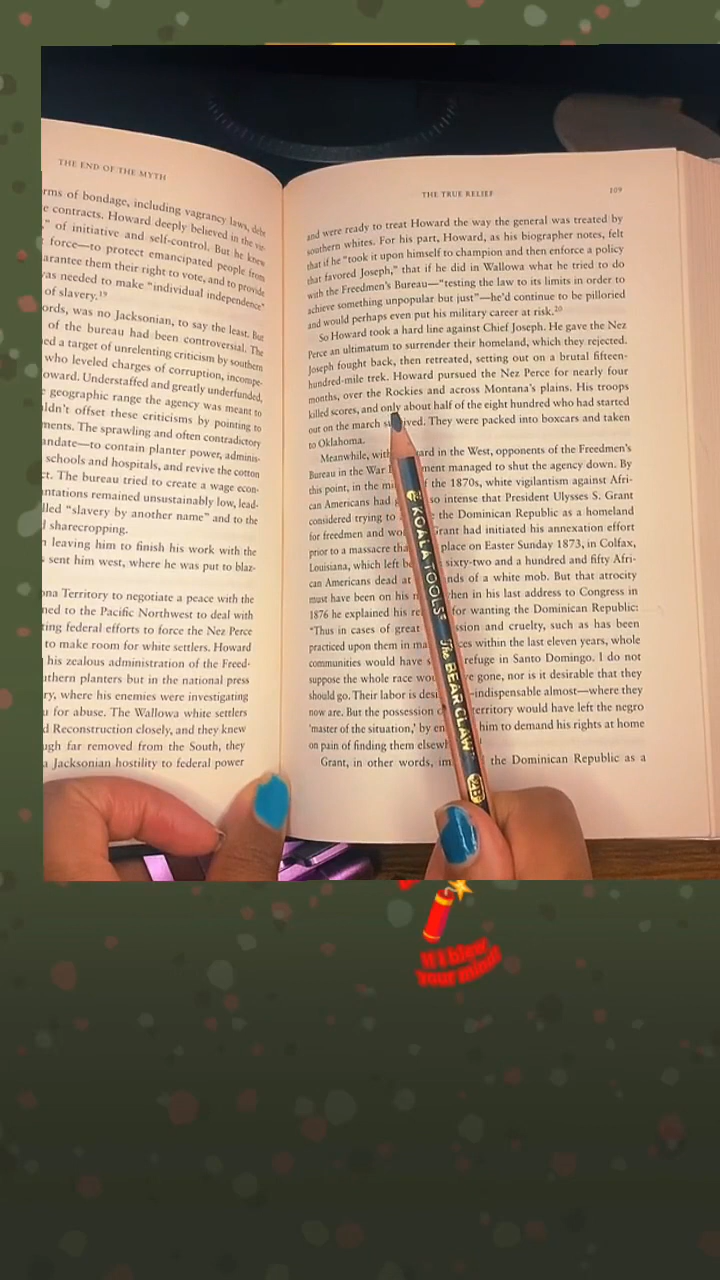 THE END OF THE MYTH
rms of bondage, including vagrancy laws, debt
e contracts. Howard deeply believed in the vir-
" of initiative and self-control. But he knew
force—to protect emancipated people from
arantee them their right to vote, and to provide
as needed to make "individual independence"
of slavery.19
ords, was no Jacksonian, to say the least. But
of the bureau had been controversial. The
ed a target of unrelenting criticism by southern
who leveled charges of corruption, incompe-
oward. Understaffed and greatly underfunded,
geographic range the agency was meant to
ldn't offset these criticisms by pointing to
ments. The sprawling and often contradictory
andate—to contain planter power, adminis-
schools and hospitals, and revive the cotton
ct. The bureau tried to create a wage econ-
ntations remained unsustainably low, lead-
lled "slavery by another name" and to the
sharecropping.
n leaving him to finish his work with the
sent him west, where he was put to blaz-
ona Territory to negotiate a peace with the
ned to the Pacific Northwest to deal with
ting federal efforts to force the Nez Perce
to make room for white settlers. Howard
his zealous administration of the Freed-
thern planters but in the national press
ry, where his enemies were investigating
u for abuse. The Wallowa white settlers
d Reconstruction closely, and they knew
ugh far removed from the South, they
a Jacksonian hostility to federal power
THE TRUE RELIEF 109
and were ready to treat Howard the way the general was treated by
southern whites. For his part, Howard, as his biographer notes, felt
that if he "took it upon himself to champion and then enforce a policy
that favored Joseph," that if he did in Wallowa what he tried to do
with the Freedmen's Bureau—"testing the law to its limits in order to
achieve something unpopular but just"—he'd continue to be pilloried
and would perhaps even put his military career at risk.20
So Howard took a hard line against Chief Joseph. He gave the Nez
Perce an ultimatum to surrender their homeland, which they rejected.
Joseph fought back, then retreated, setting out on a brutal fifteen-
hundred-mile trek. Howard pursued the Nez Perce for nearly four
months, over the Rockies and across Montana's plains. His troops
killed scores, and only about half of the eight hundred who had started
out on the march s ived. They were packed into boxcars and taken
to Oklahoma.
Meanwhile, with ard in the West, opponents of the Freedmen's
Bureau in the War ment managed to shut the agency down. By
this point, in the mi f the 1870s, white vigilantism against Afri-
can Americans had so intense that President Ulysses S. Grant
considered trying to the Dominican Republic as a homeland
for freedmen and wo Grant had initiated his annexation effort
prior to a massacre tha place on Easter Sunday 1873, in Colfax,
Louisiana, which left be sixty-two and a hundred and fifty Afri-
can Americans dead at nds of a white mob. But that atrocity
must have been on his hen in his last address to Congress in
1876 he explained his re for wanting the Dominican Republic:
"Thus in cases of great ssion and cruelty, such as has been
practiced upon them in ma ces within the last eleven years, whole
communities would have s refuge in Santo Domingo. I do not
suppose the whole race wou e gone, nor is it desirable that they
should go. Their labor is desi —indispensable almost—where they
now are. But the possession territory would have left the negro
'master of the situation,' by en him to demand his rights at home
on pain of finding them elsewh
Grant, in other words, im the Dominican Republic as a
KOALA TOOLS The BEAR CLAW 2B
W I blew
Your mind!